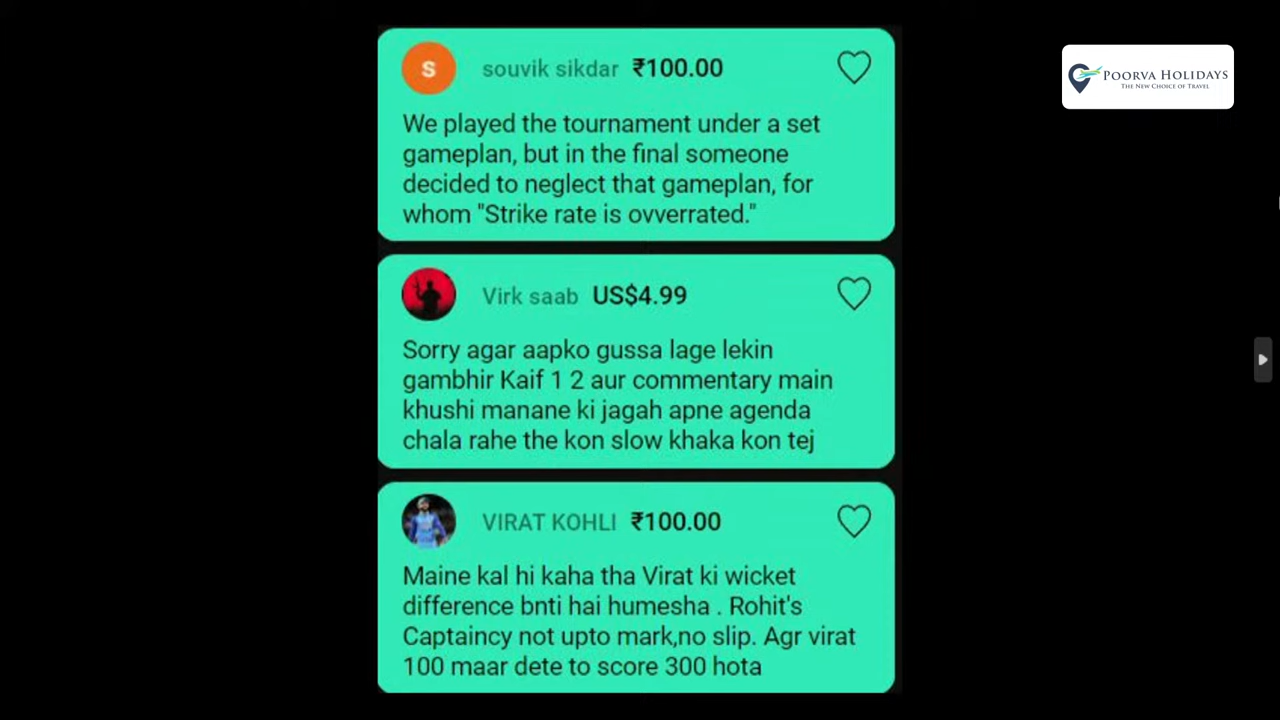 S
souvik sikdar ₹100.00
We played the tournament under a set
gameplan, but in the final someone
decided to neglect that gameplan, for
whom "Strike rate is ovverrated."
POORVA HOLIDAYS
THE NEW CHOICE OF TRAVEL
Virk saab US$4.99
Sorry agar aapko gussa lage lekin
gambhir Kaif 1 2 aur commentary main
khushi manane ki jagah apne agenda
chala rahe the kon slow khaka kon tej
VIRAT KOHLI ₹100.00
Maine kal hi kaha tha Virat ki wicket
difference bnti hai humesha . Rohit's
Captaincy not upto mark,no slip. Agr virat
100 maar dete to score 300 hota